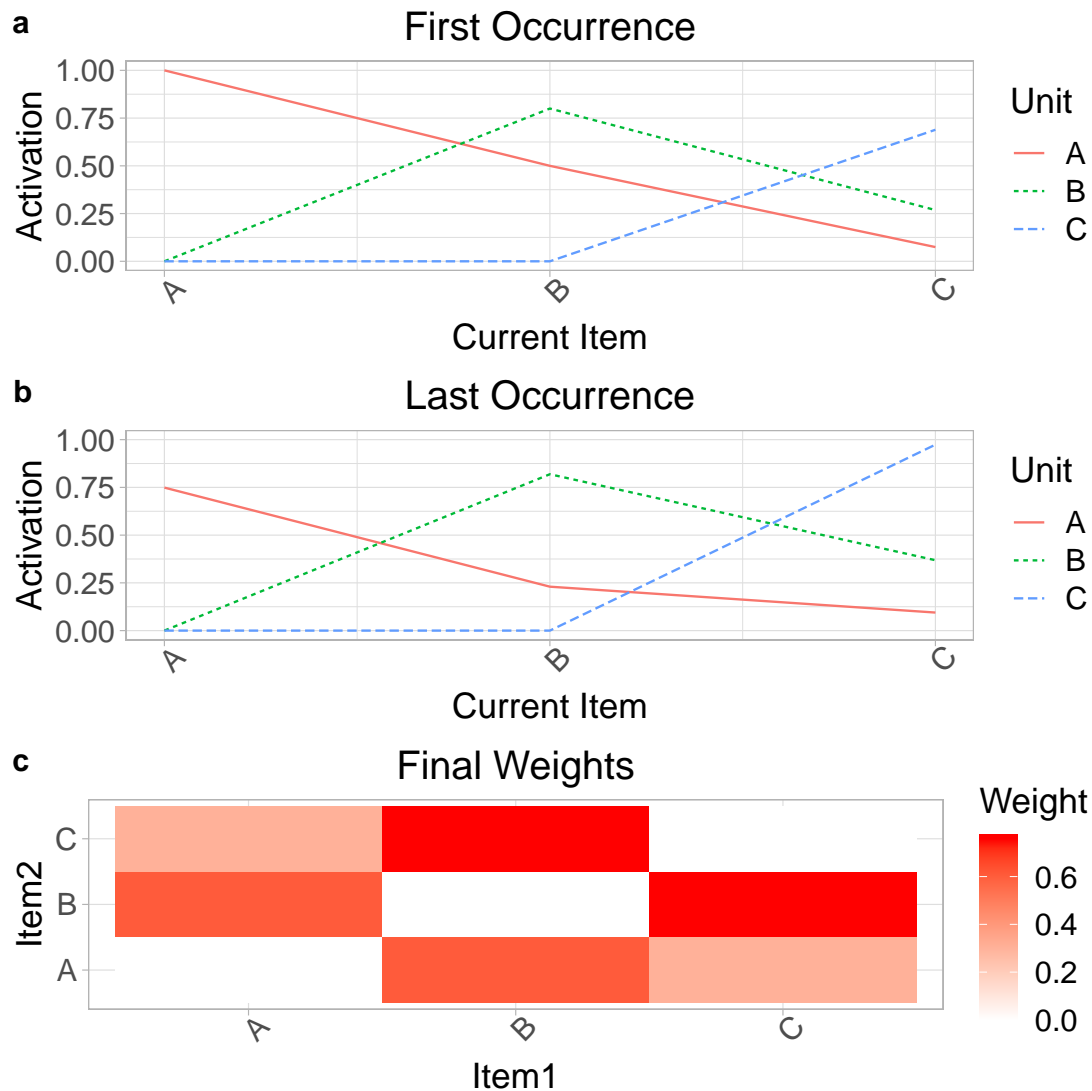 a
First Occurrence
1.00
0.75
0.50
0.25
0.00
Activation
A
B
C
Current Item
Unit
A
B
C
b
Last Occurrence
1.00
0.75
0.50
0.25
0.00
Activation
A
B
C
Current Item
Unit
A
B
C
c
Final Weights
C
B
A
Item2
A
B
C
Item1
Weight
0.6
0.4
0.2
0.0